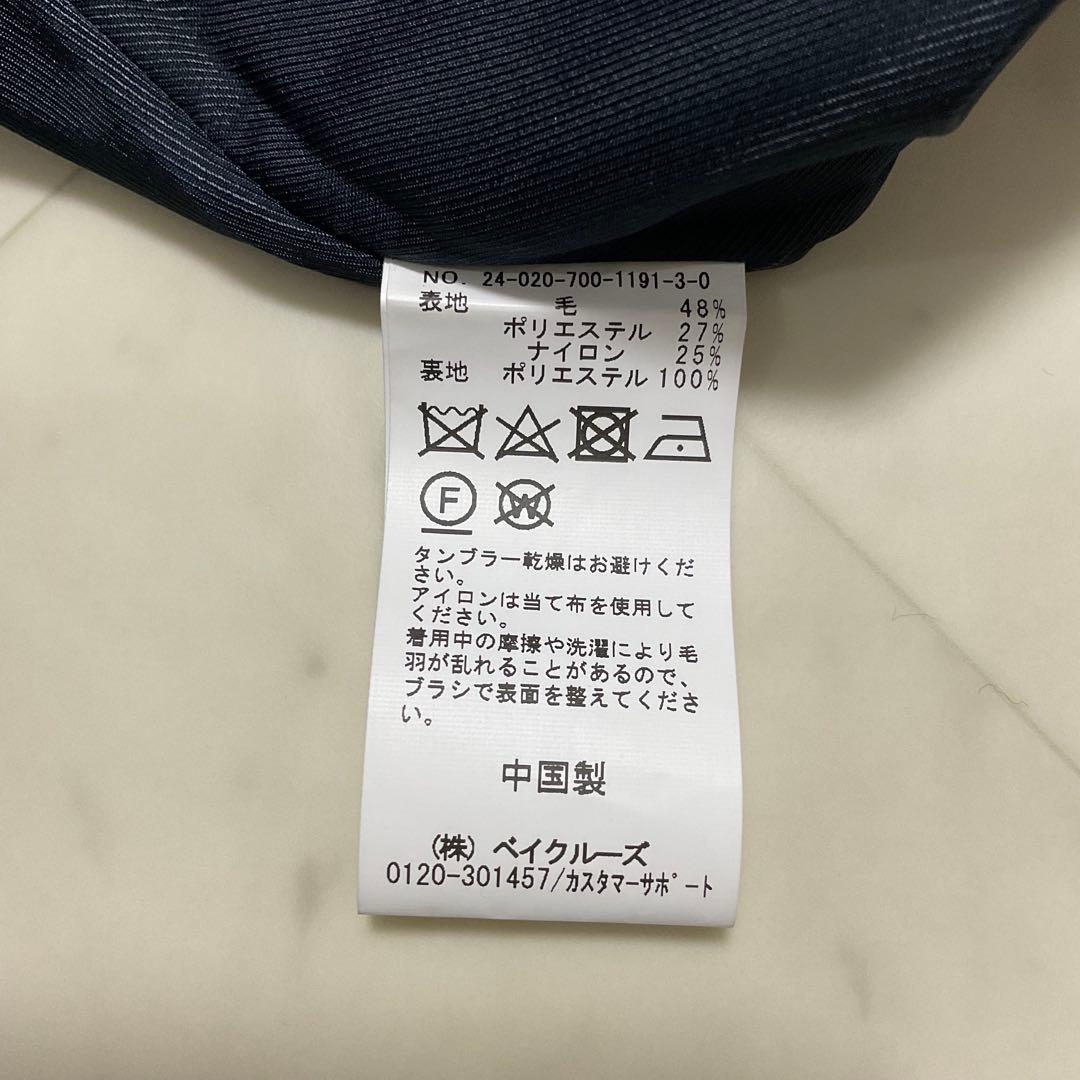 NO. 24-020-700-1191-3-0
表地 毛 48%
ポリエステル 27%
ナイロン 25%
裏地 ポリエステル 100%
F W
タンブラー乾燥はお避けくだ
さい。
アイロンは当て布を使用して
ください。
着用中の摩擦や洗濯により毛
羽が乱れることがあるので、
ブラシで表面を整えてくださ
い。
中国製
(株) ベイクルーズ
0120-301457/カスタマーサポート